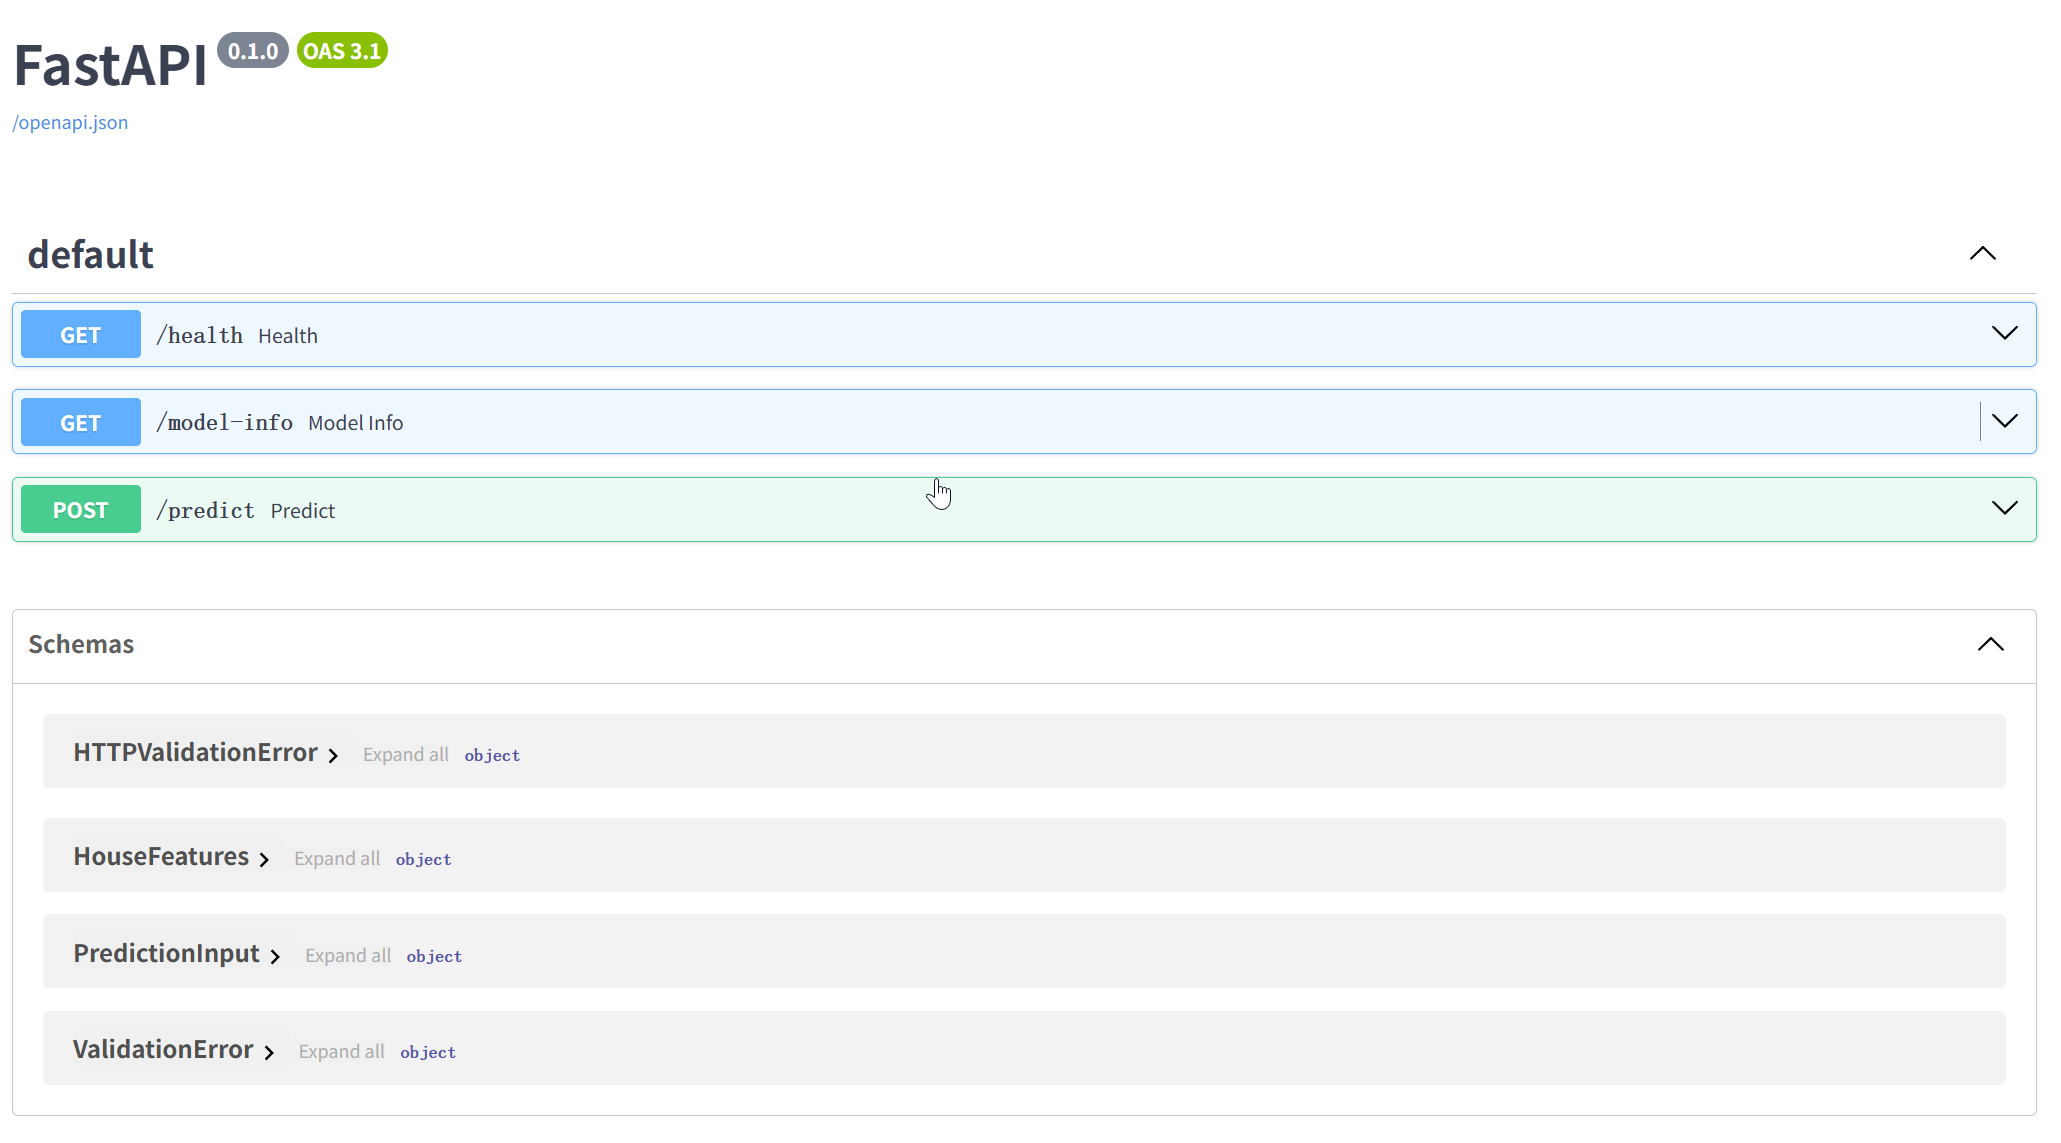 FastAPI 0.1.0 OAS 3.1
/openapi.json
default
GET /health Health
GET /model-info Model Info
POST /predict Predict
Schemas
HTTPValidationError Expand all object
HouseFeatures Expand all object
PredictionInput Expand all object
ValidationError Expand all object